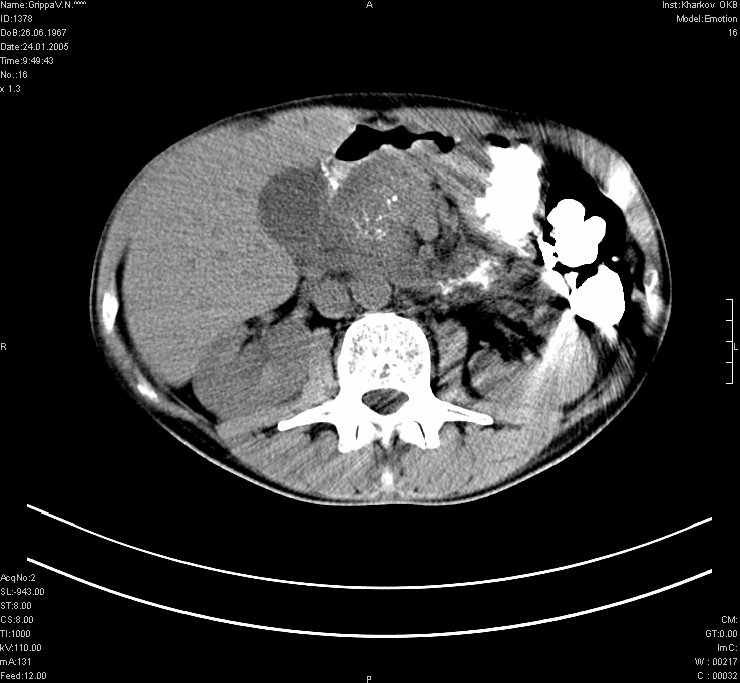 Name:GrippaV.N.^^^^
ID:1378
DoB:26.06.1967
Date:24.01.2005
Time:9:49:43
No.:16
x 1.3
A
Inst:Kharkov OKB
Model:Emotion
16
R
L
AcqNo:2
SL:-943.00
ST:8.00
CS:8.00
TI:1000
kV:110.00
mA:131
Feed:12.00
P
CM:
GT:0.00
ImC:
W : 00217
C : 00032